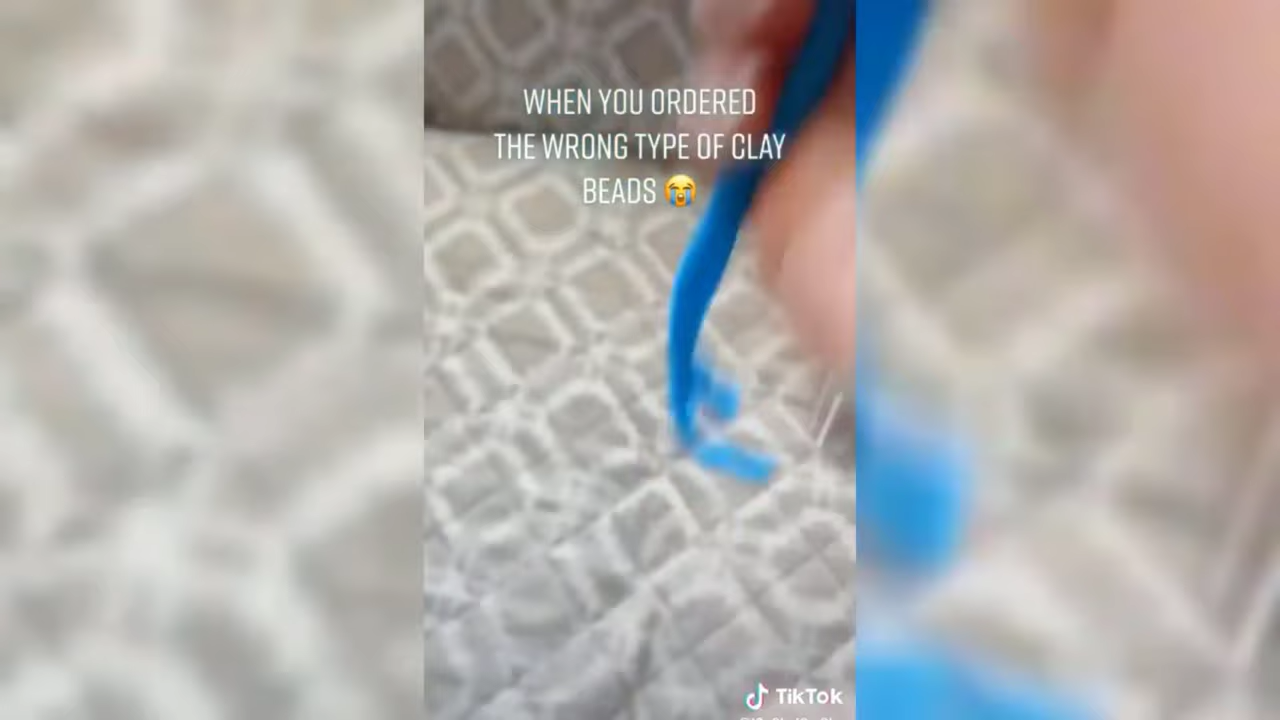 WHEN YOU ORDERED
THE WRONG TYPE OF CLAY
BEADS 😭
TikTok